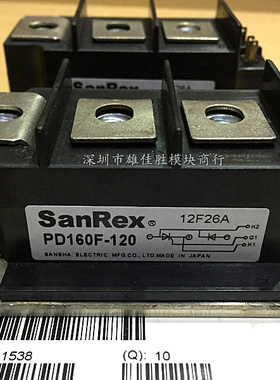 26A
深圳市雄佳胜模块商行
SanRex®
12F26A
PD160F-120
K2
G1
K1
SANSHA ELECTRIC MFG.CO.,LTD.MADE IN JAPAN
1538
(Q): 10